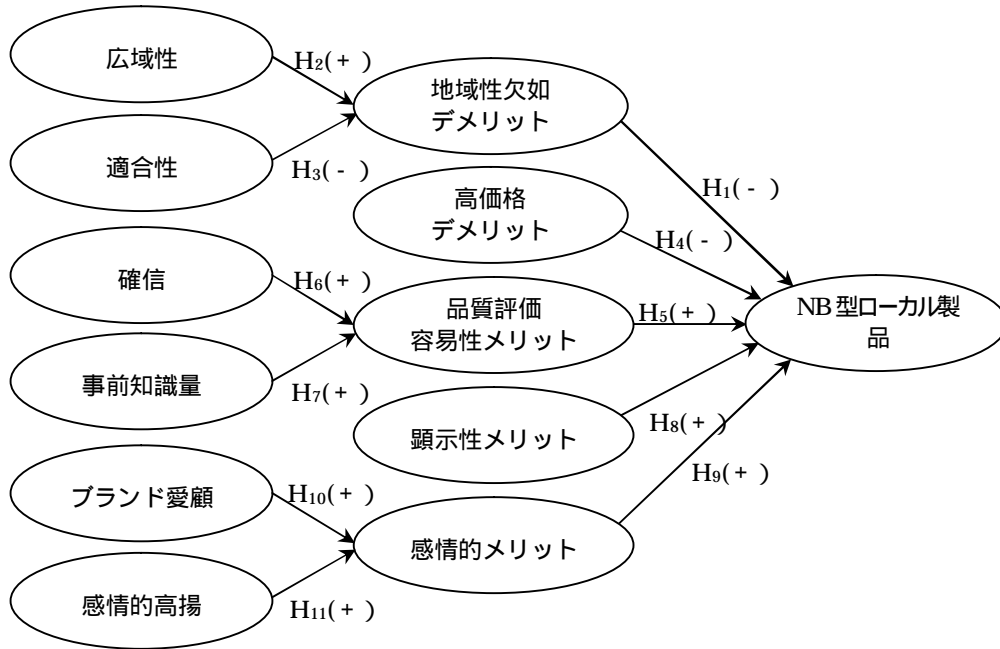 広域性
H₂(+)
適合性
H₃(-)
地域性欠如
デメリット
H₁(-)
高価格
デメリット
H₄(-)
確信
H₆(+)
事前知識量
H₇(+)
品質評価
容易性メリット
H₅(+)
NB型ローカル製
品
顕示性メリット
H₈(+)
ブランド愛顧
H₁₀(+)
感情的高揚
H₁₁(+)
感情的メリット
H₉(+)